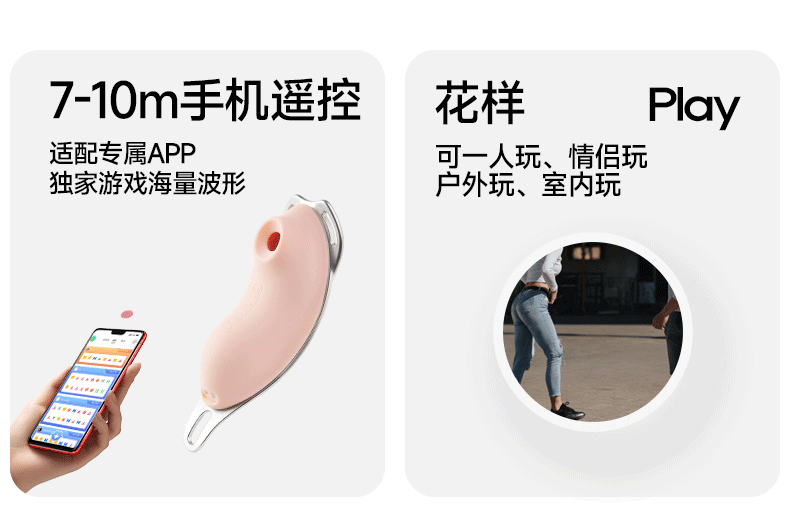 7-10m手机遥控
适配专属APP
独家游戏海量波形
花样 Play
可一人玩、情侣玩
户外玩、室内玩